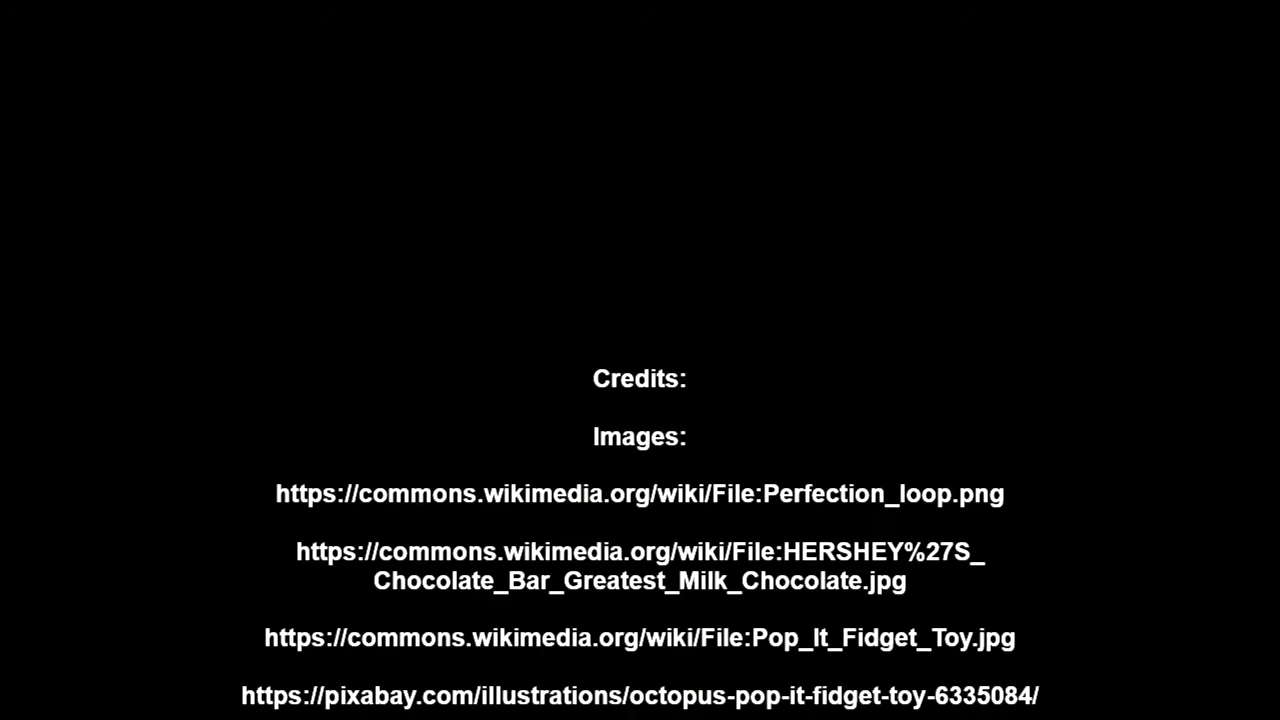 Credits:
Images:
https://commons.wikimedia.org/wiki/File:Perfection_loop.png
https://commons.wikimedia.org/wiki/File:HERSHEY%27S_
Chocolate_Bar_Greatest_Milk_Chocolate.jpg
https://commons.wikimedia.org/wiki/File:Pop_It_Fidget_Toy.jpg
https://pixabay.com/illustrations/octopus-pop-it-fidget-toy-6335084/